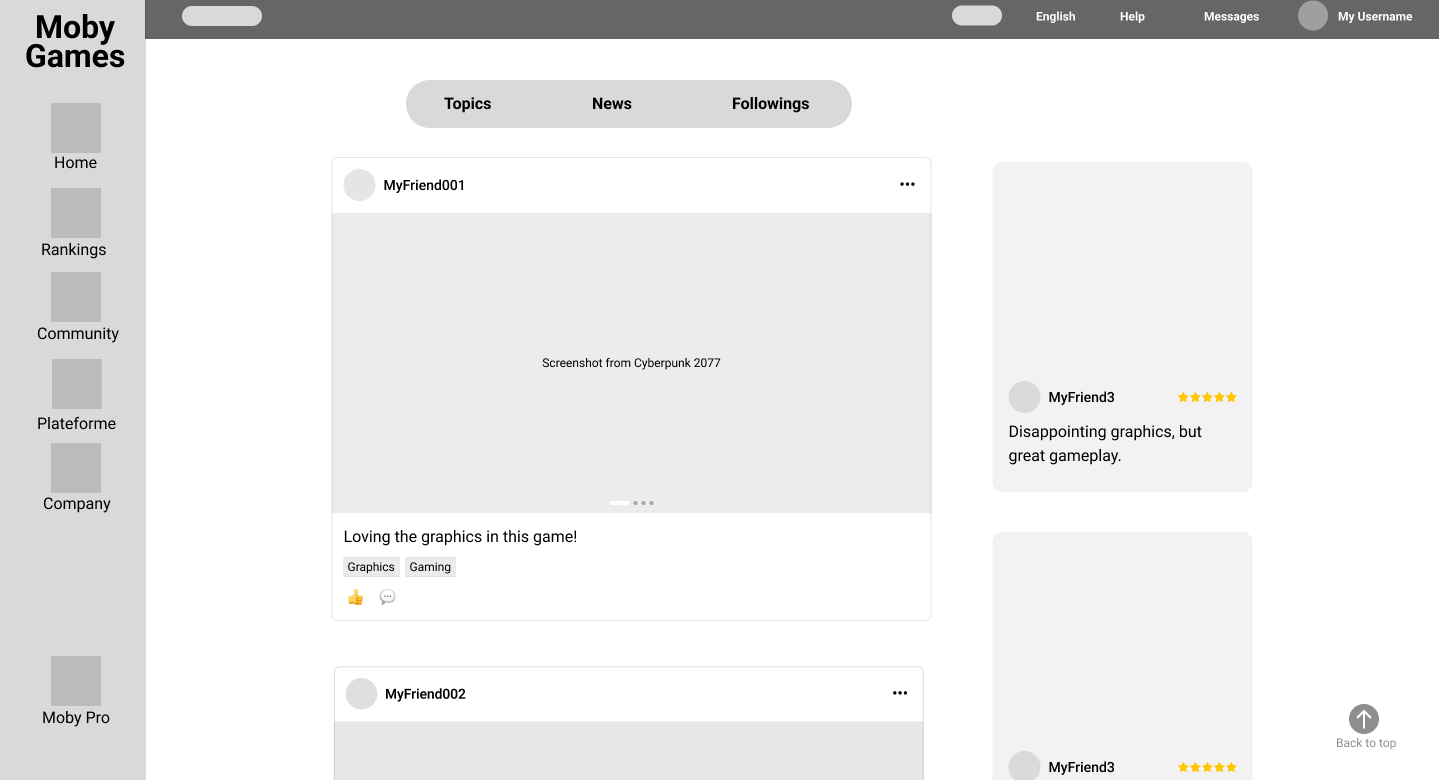 Moby
Games
Home
Rankings
Community
Plateforme
Company
Moby Pro
English
Help
Messages
My Username
Topics
News
Followings
MyFriend001
Screenshot from Cyberpunk 2077
Loving the graphics in this game!
Graphics
Gaming
MyFriend002
MyFriend3
Disappointing graphics, but
great gameplay.
MyFriend3
Back to top